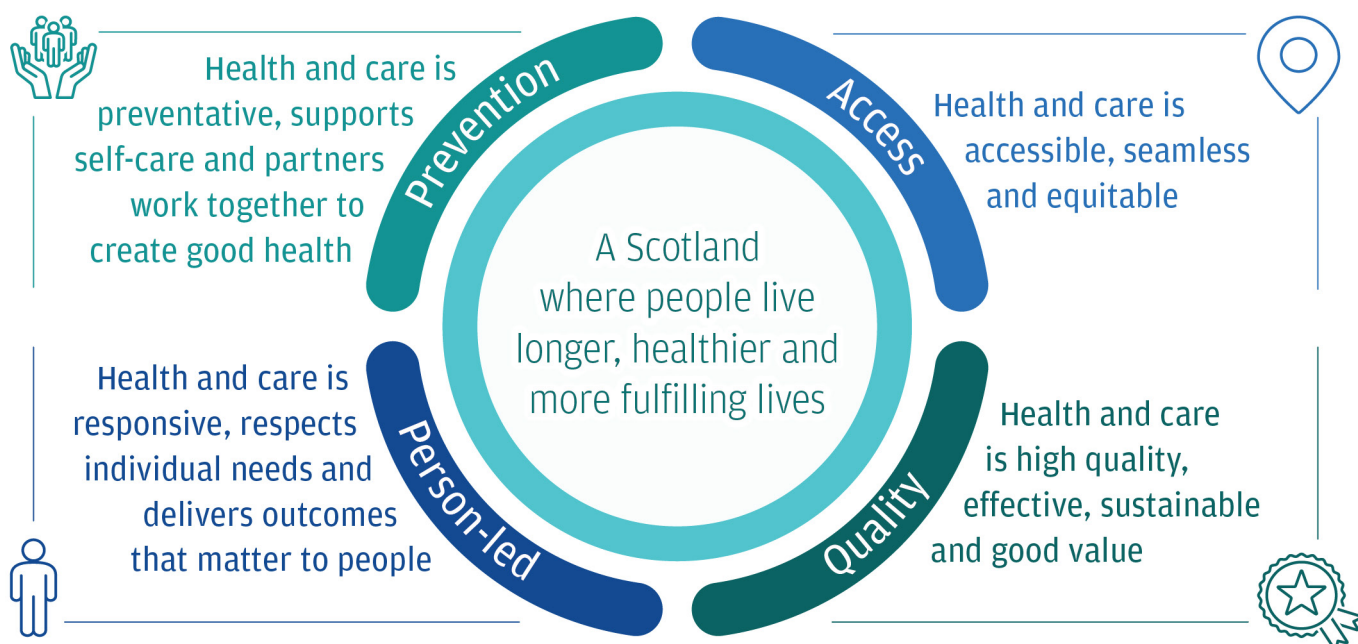 Prevention
Health and care is
preventative, supports
self-care and partners
work together to
create good health
Access
Health and care is
accessible, seamless
and equitable
A Scotland
where people live
longer, healthier and
more fulfilling lives
Person-led
Health and care is
responsive, respects
individual needs and
delivers outcomes
that matter to people
Quality
Health and care
is high quality,
effective, sustainable
and good value